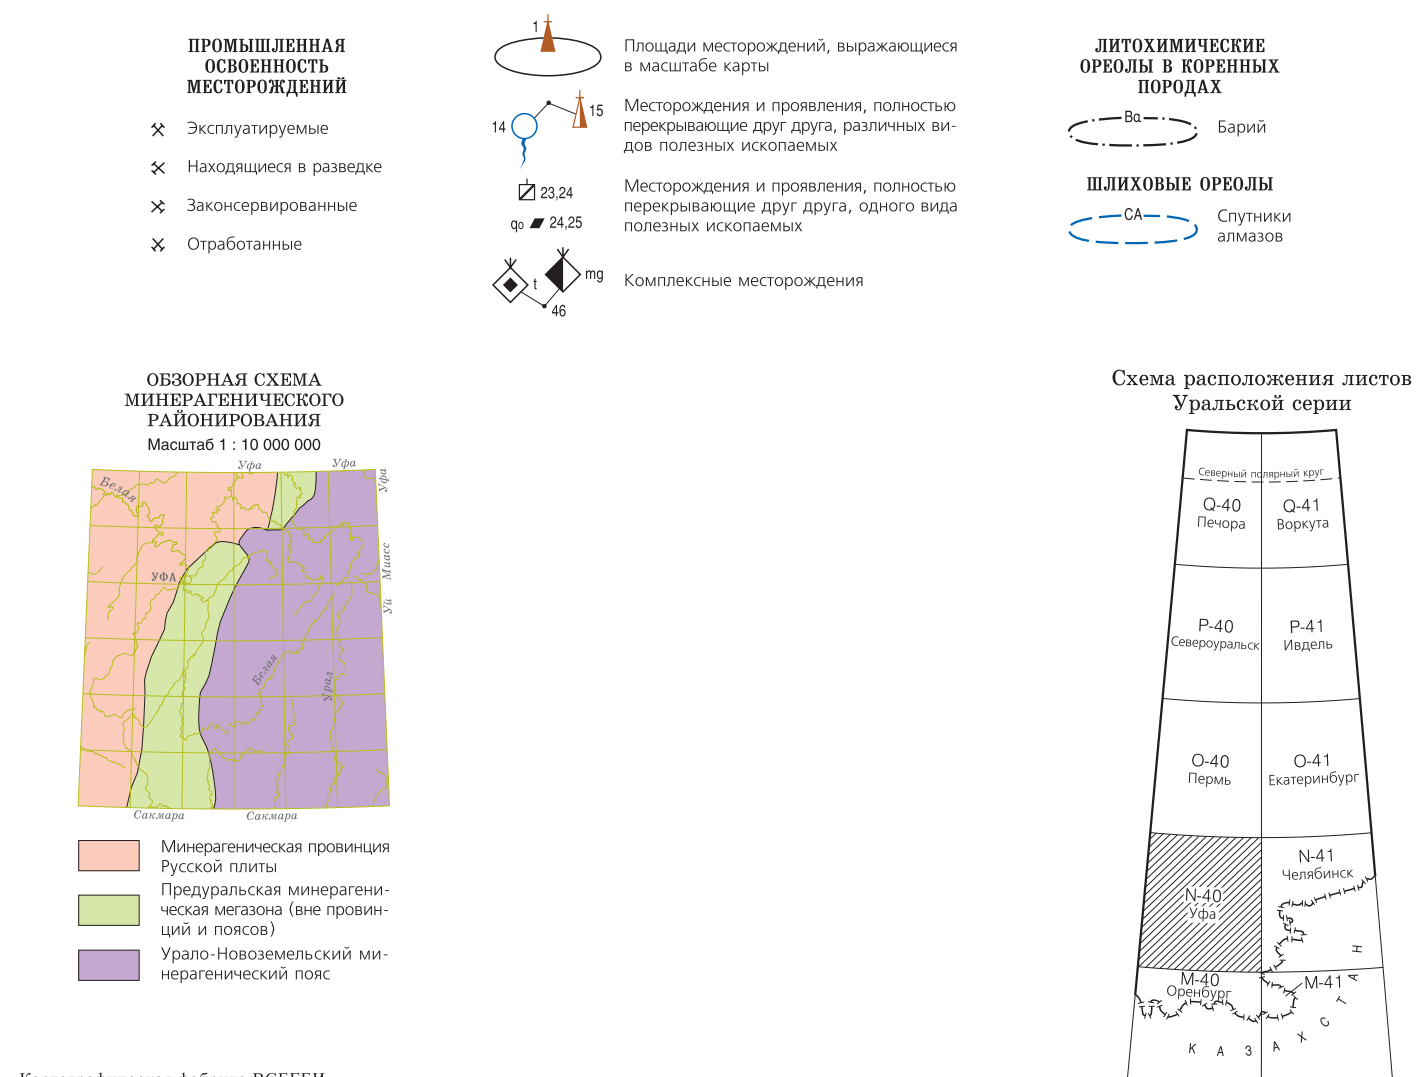 ПРОМЫШЛЕННАЯ
ОСВОЕННОСТЬ
МЕСТОРОЖДЕНИЙ
Эксплуатируемые
Находящиеся в разведке
Законсервированные
Отработанные
1
Площади месторождений, выражающиеся
в масштабе карты
14
15
Месторождения и проявления, полностью
перекрывающие друг друга, различных ви-
дов полезных ископаемых
23,24
qo 24,25
Месторождения и проявления, полностью
перекрывающие друг друга, одного вида
полезных ископаемых
t
mg
46
Комплексные месторождения
ЛИТОХИМИЧЕСКИЕ
ОРЕОЛЫ В КОРЕННЫХ
ПОРОДАХ
Ba
Барий
ШЛИХОВЫЕ ОРЕОЛЫ
СА
Спутники
алмазов
ОБЗОРНАЯ СХЕМА
МИНЕРАГЕНИЧЕСКОГО
РАЙОНИРОВАНИЯ
Масштаб 1 : 10 000 000
Уфа
Уфа
Уфа
Белая
Миасс
УФА
Уй
Белая
Урал
Сакмара
Сакмара
Минерагеническая провинция
Русской плиты
Предуральская минерагени-
ческая мегазона (вне провин-
ций и поясов)
Урало-Новоземельский ми-
нерагенический пояс
Схема расположения листов
Уральской серии
Северный полярный круг
Q-40
Печора
Q-41
Воркута
P-40
Североуральск
P-41
Ивдель
O-40
Пермь
O-41
Екатеринбург
N-40
Уфа
N-41
Челябинск
M-40
Оренбург
M-41
КАЗАХСТАН